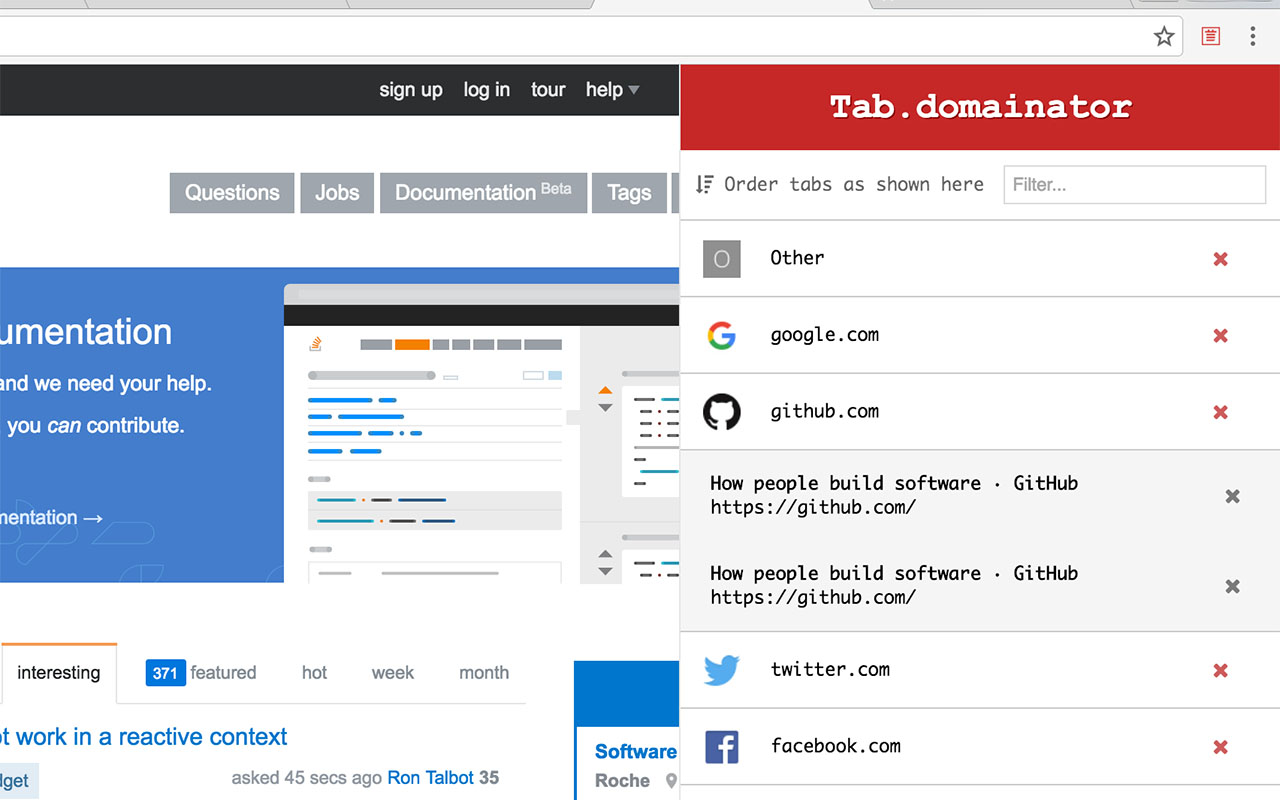 sign up log in tour help
Questions Jobs Documentation Beta Tags
umentation
and we need your help.
you can contribute.
mentation →
interesting 371 featured hot week month
ot work in a reactive context
asked 45 secs ago Ron Talbot 35
dget
Software
Roche
Tab.domainator
Order tabs as shown here Filter...
O Other
google.com
github.com
How people build software · GitHub
https://github.com/
How people build software · GitHub
https://github.com/
twitter.com
facebook.com